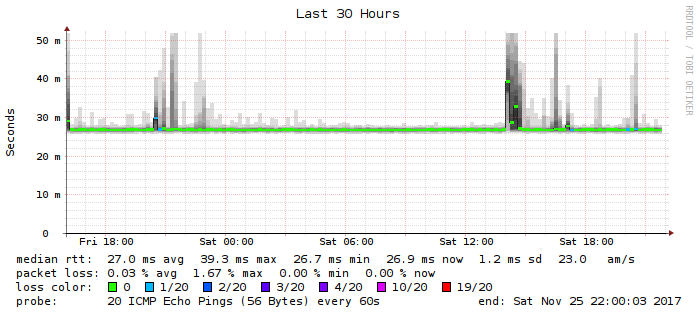 Last 30 Hours
RRDTOOL / TOBI OETIKER
Seconds
50 m
40 m
30 m
20 m
10 m
0
Fri 18:00 Sat 00:00 Sat 06:00 Sat 12:00 Sat 18:00
median rtt: 27.0 ms avg 39.3 ms max 26.7 ms min 26.9 ms now 1.2 ms sd 23.0 am/s
packet loss: 0.03 % avg 1.67 % max 0.00 % min 0.00 % now
loss color: 0 1/20 2/20 3/20 4/20 10/20 19/20
probe: 20 ICMP Echo Pings (56 Bytes) every 60s end: Sat Nov 25 22:00:03 2017